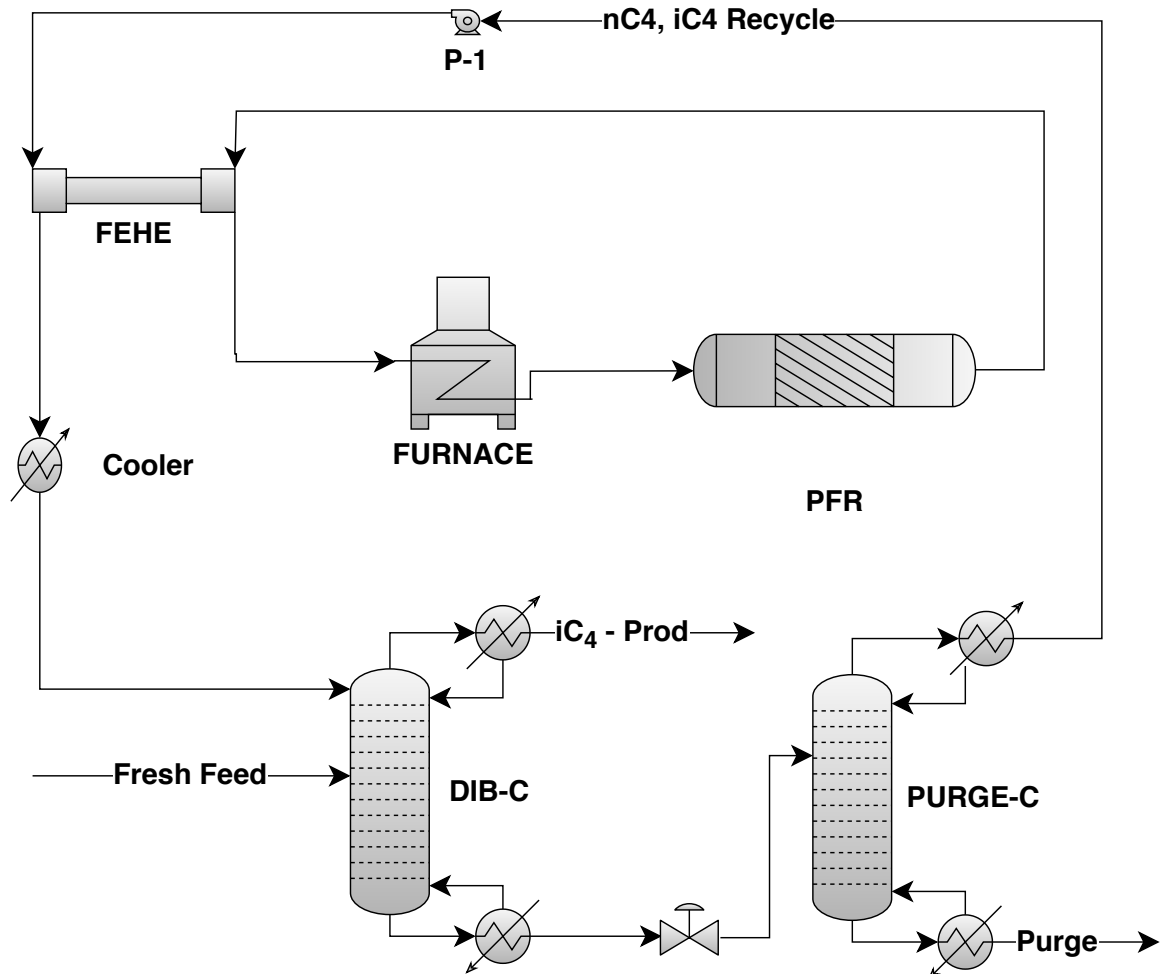 nC4, iC4 Recycle
P-1
FEHE
FURNACE
Cooler
PFR
iC₄ - Prod
Fresh Feed
DIB-C
PURGE-C
Purge